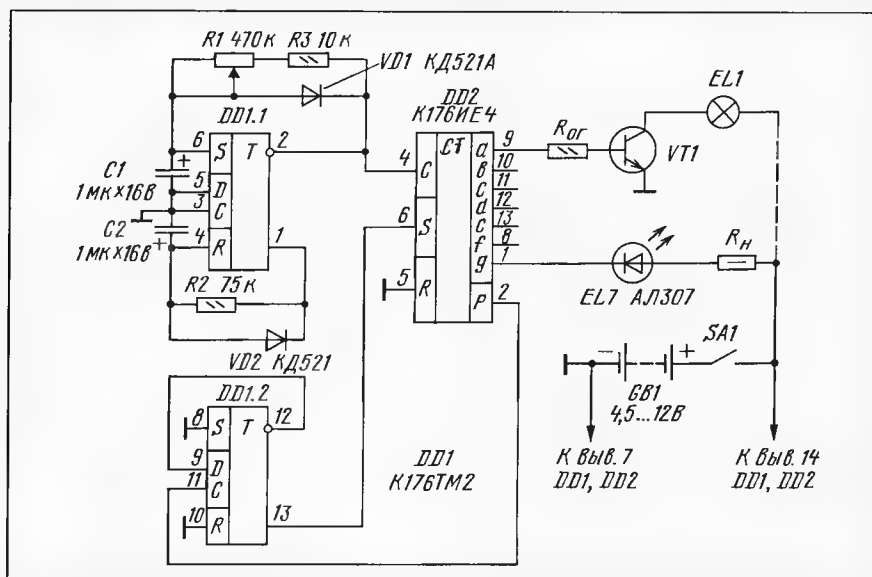 R1 470к R3 10к
VD1 КД521А
DD1.1
6 S T 2
5 D
3 C
4 R 1
C1
1мк×16в
C2
1мк×16в
R2 75к
VD2 КД521
DD1.2
8 S T 12
9 D
11 C
10 R 13
DD2
К176ИЕ4
4 C CT a 9
в 10
c 11
6 S d 12
c 13
f 8
g 1
5 R P 2
Rог
VT1
EL1
EL7 АЛ307
Rн
− + SA1
GB1
4,5...12В
DD1
К176ТМ2
К выв.7
DD1, DD2
К выв.14
DD1, DD2